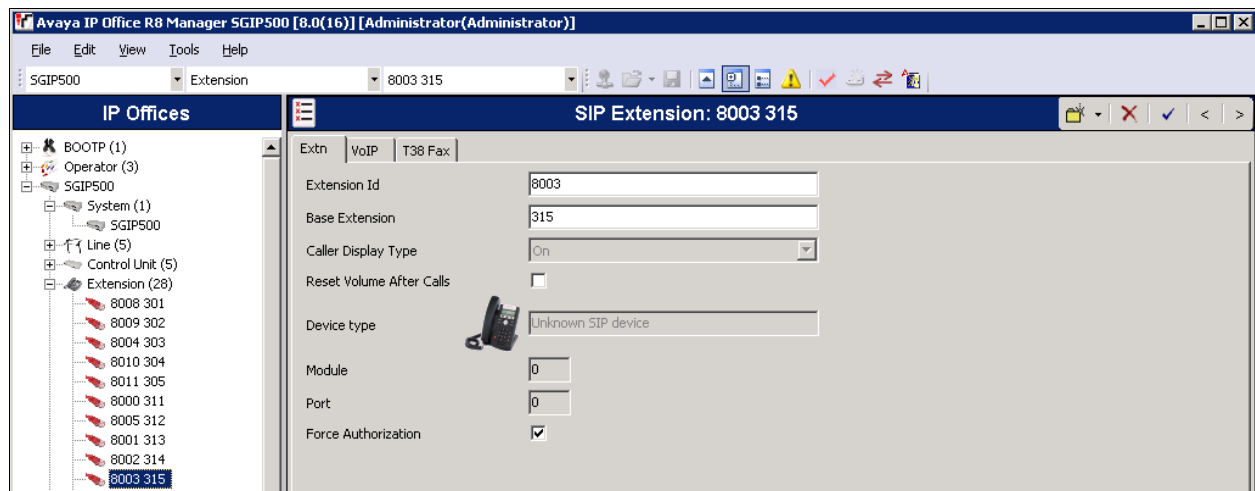 Avaya IP Office R8 Manager SGIP500 [8.0(16)] [Administrator(Administrator)]
File Edit View Tools Help
SGIP500 Extension 8003 315
IP Offices
BOOTP (1)
Operator (3)
SGIP500
System (1)
SGIP500
Line (5)
Control Unit (5)
Extension (28)
8008 301
8009 302
8004 303
8010 304
8011 305
8000 311
8005 312
8001 313
8002 314
8003 315
SIP Extension: 8003 315
Extn VoIP T38 Fax
Extension Id 8003
Base Extension 315
Caller Display Type On
Reset Volume After Calls
Device type Unknown SIP device
Module 0
Port 0
Force Authorization